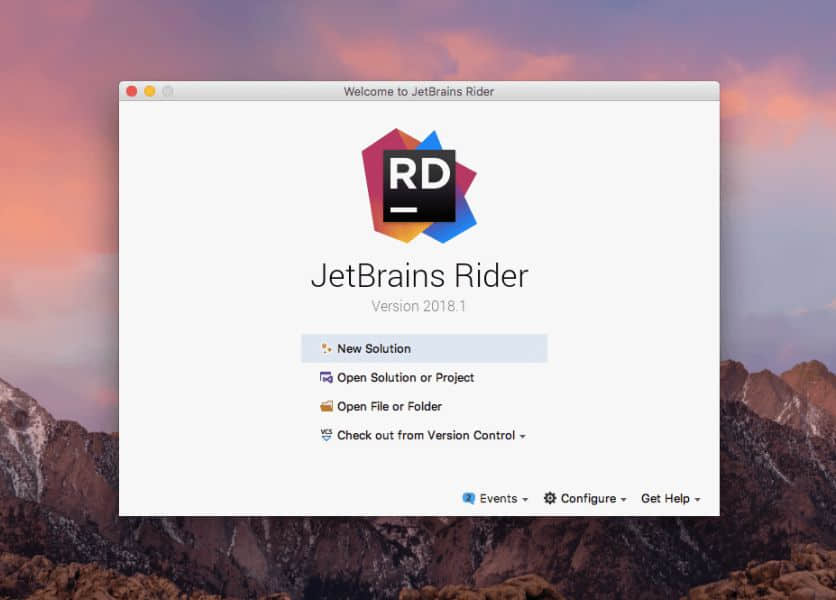 Welcome to JetBrains Rider
RD
JetBrains Rider
Version 2018.1
New Solution
Open Solution or Project
Open File or Folder
VCS Check out from Version Control
2 Events Configure Get Help